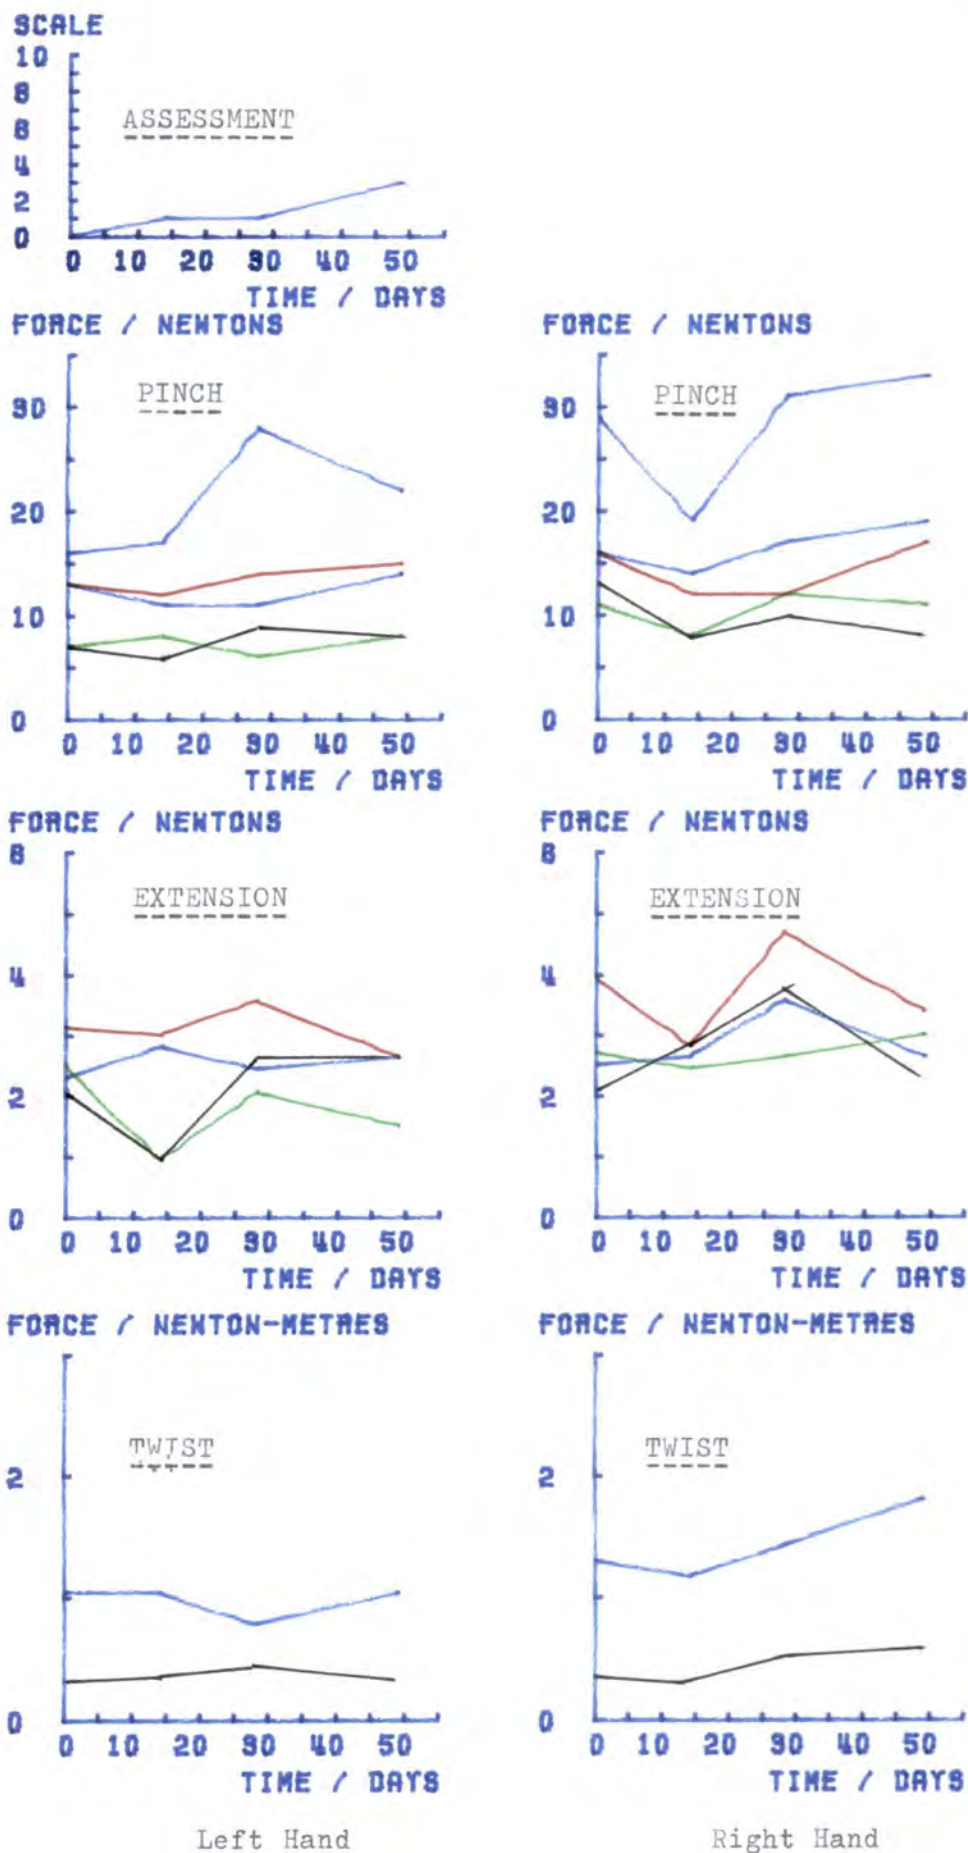 SCALE
10
8
6
4
2
0
ASSESSMENT
0 10 20 30 40 50
TIME / DAYS
FORCE / NEWTONS
PINCH
30
20
10
0
0 10 20 30 40 50
TIME / DAYS
FORCE / NEWTONS
PINCH
30
20
10
0
0 10 20 30 40 50
TIME / DAYS
FORCE / NEWTONS
6
EXTENSION
4
2
0
0 10 20 30 40 50
TIME / DAYS
FORCE / NEWTONS
6
EXTENSION
4
2
0
0 10 20 30 40 50
TIME / DAYS
FORCE / NEWTON-METRES
TWIST
2
0
0 10 20 30 40 50
TIME / DAYS
Left Hand
FORCE / NEWTON-METRES
TWIST
2
0
0 10 20 30 40 50
TIME / DAYS
Right Hand